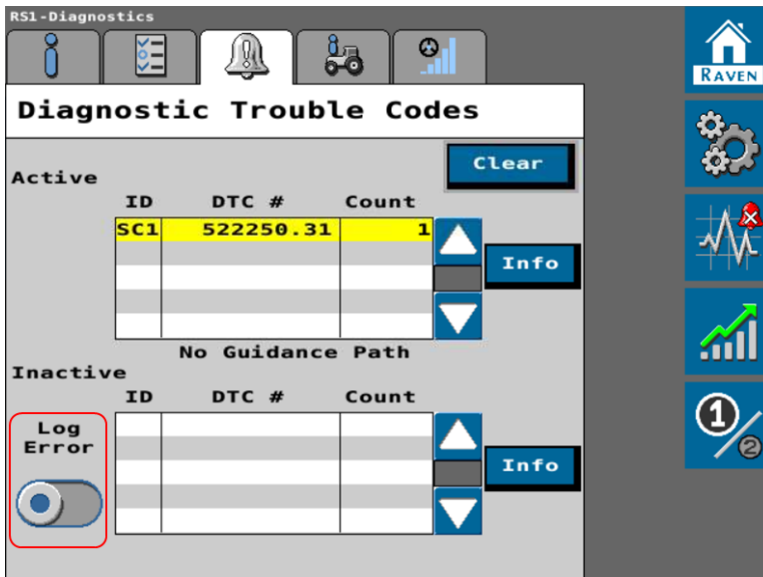 RS1-Diagnostics
RAVEN
Diagnostic Trouble Codes
Clear
Active
ID DTC # Count
SC1 522250.31 1
Info
No Guidance Path
Inactive
ID DTC # Count
Log
Error
Info
1
2